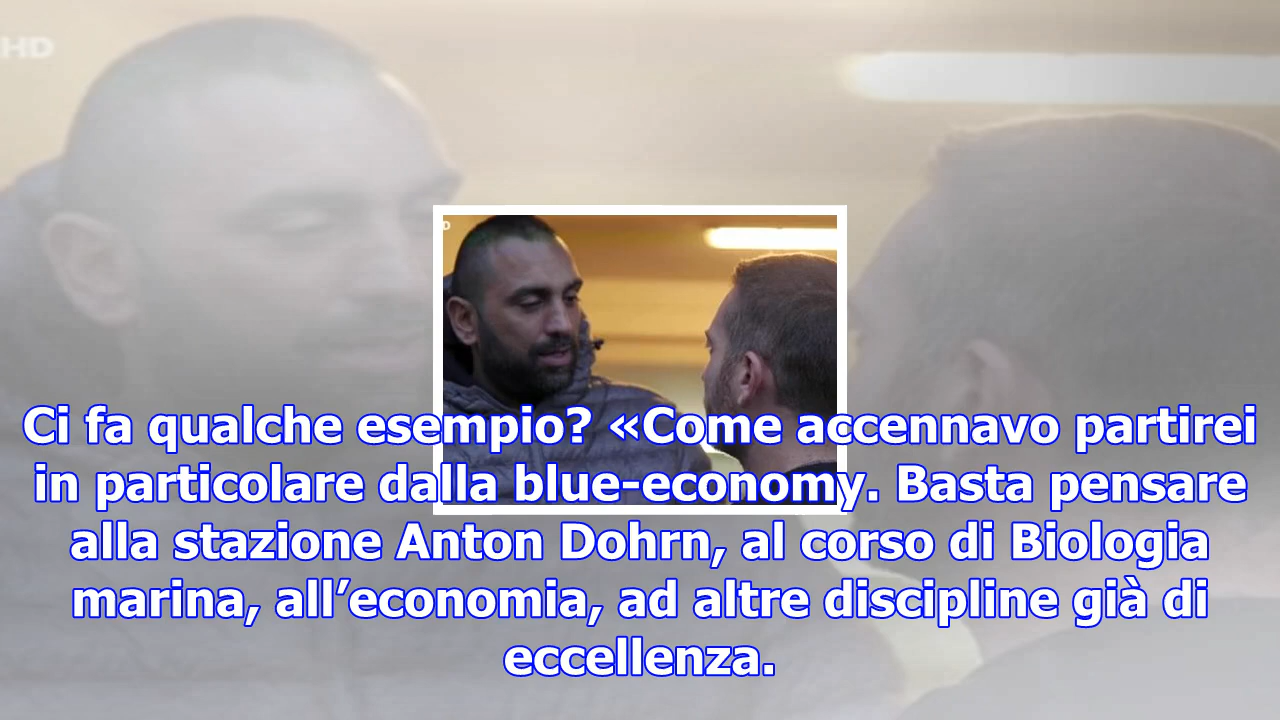 HD
Ci fa qualche esempio? «Come accennavo partirei
in particolare dalla blue-economy. Basta pensare
alla stazione Anton Dohrn, al corso di Biologia
marina, all’economia, ad altre discipline già di
eccellenza.